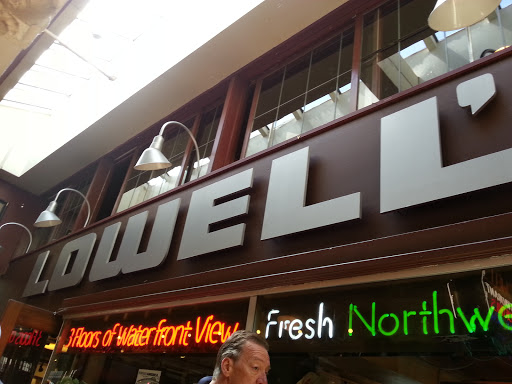 LOWELL'
3 Floors of Waterfront View
Fresh Northwe